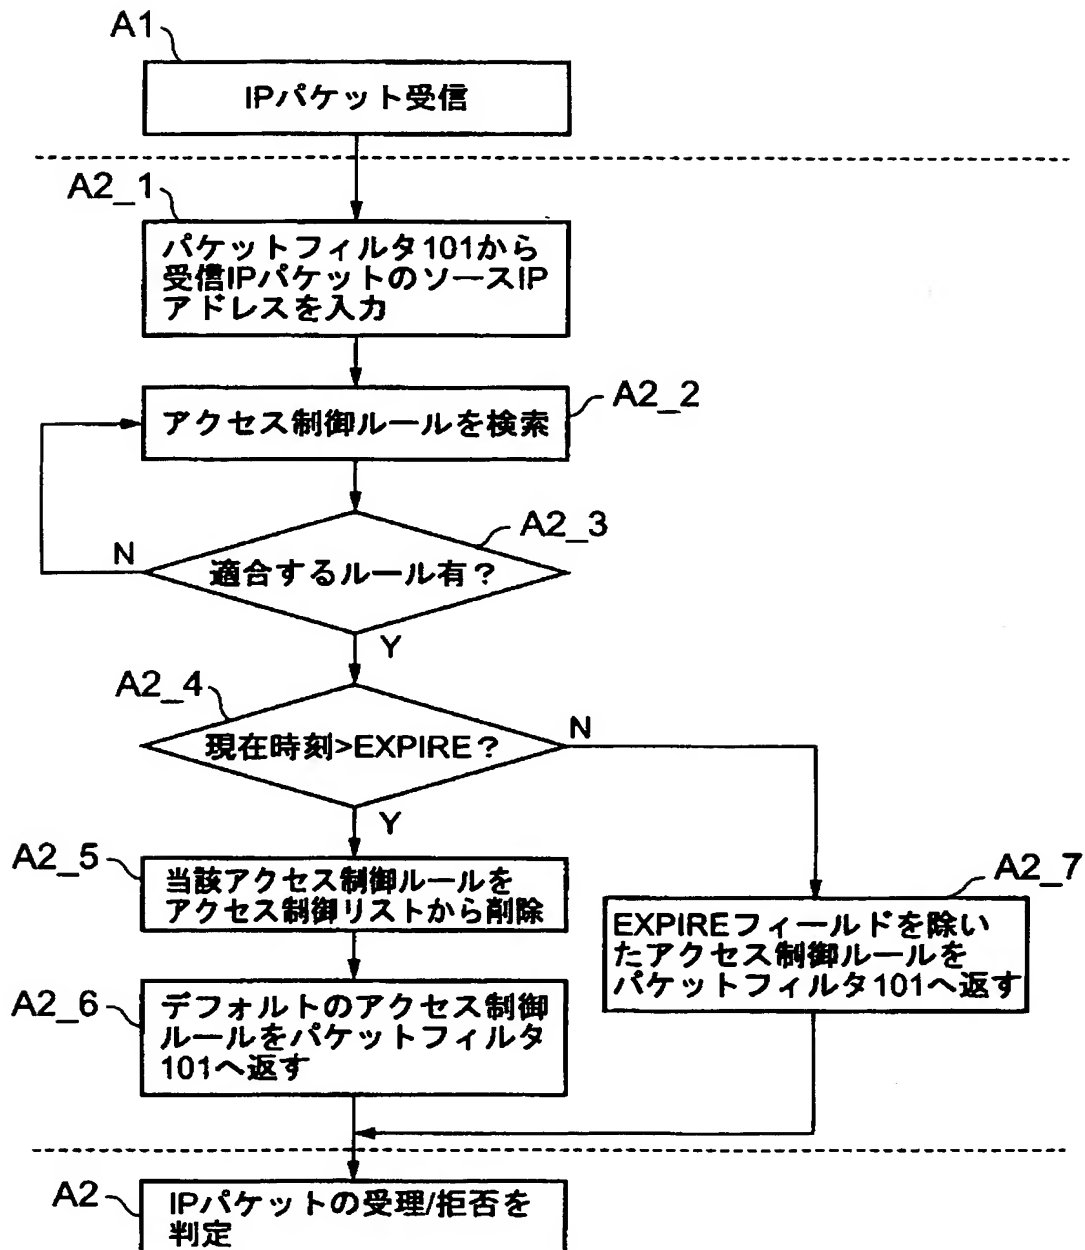 A1
IPパケット受信
A2_1
パケットフィルタ101から
受信IPパケットのソースIP
アドレスを入力
A2_2
アクセス制御ルールを検索
A2_3
適合するルール有？
N
Y
A2_4
現在時刻>EXPIRE？
N
Y
A2_5
当該アクセス制御ルールを
アクセス制御リストから削除
A2_7
EXPIREフィールドを除い
たアクセス制御ルールを
パケットフィルタ101へ返す
A2_6
デフォルトのアクセス制御
ルールをパケットフィルタ
101へ返す
A2
IPパケットの受理/拒否を
判定